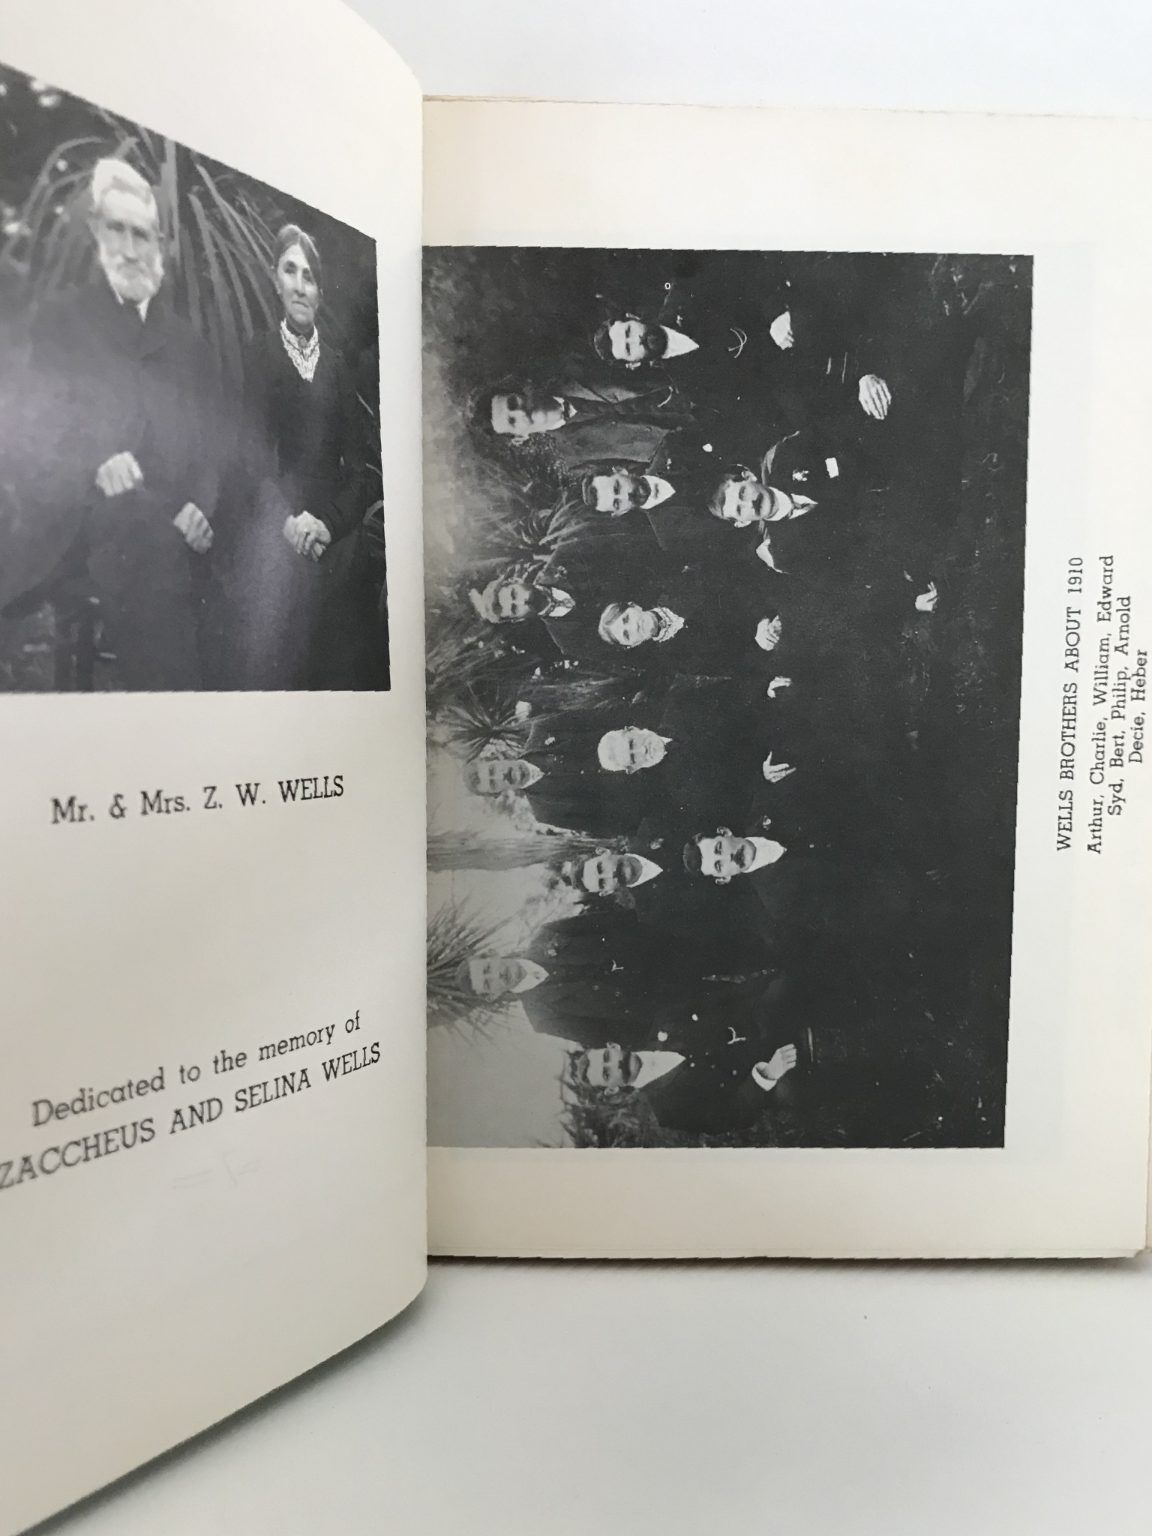 Mr. & Mrs. Z. W. WELLS
Dedicated to the memory of
ZACCHEUS AND SELINA WELLS
WELLS BROTHERS ABOUT 1910
Arthur, Charlie, William, Edward
Syd, Bert, Philip, Arnold
Decie, Heber